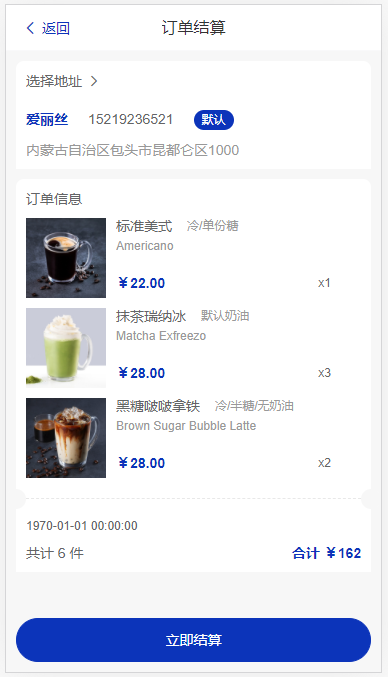 返回 订单结算
选择地址
爱丽丝 15219236521 默认
内蒙古自治区包头市昆都仑区1000
订单信息
标准美式 冷/单份糖
Americano
￥22.00 x1
抹茶瑞纳冰 默认奶油
Matcha Exfreezo
￥28.00 x3
黑糖啵啵拿铁 冷/半糖/无奶油
Brown Sugar Bubble Latte
￥28.00 x2
1970-01-01 00:00:00
共计 6 件 合计 ￥162
立即结算